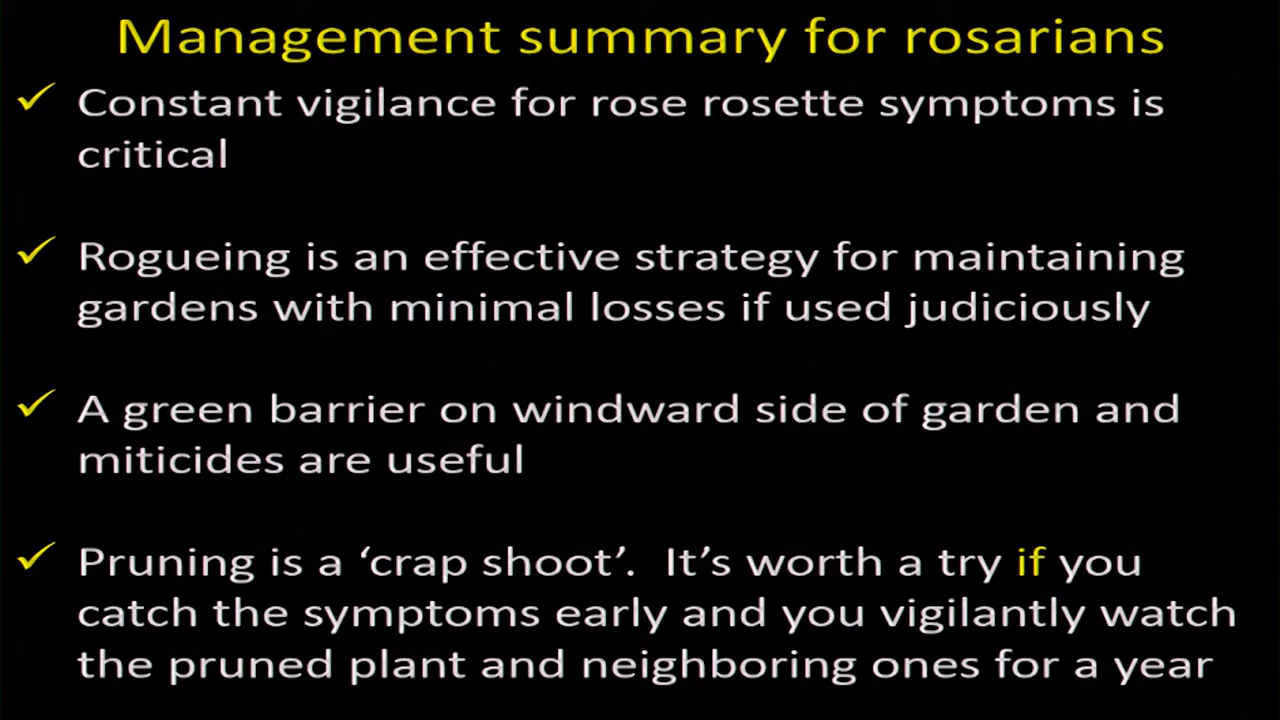 Management summary for rosarians
✓ Constant vigilance for rose rosette symptoms is
critical
✓ Rogueing is an effective strategy for maintaining
gardens with minimal losses if used judiciously
✓ A green barrier on windward side of garden and
miticides are useful
✓ Pruning is a ‘crap shoot’.  It’s worth a try if you
catch the symptoms early and you vigilantly watch
the pruned plant and neighboring ones for a year